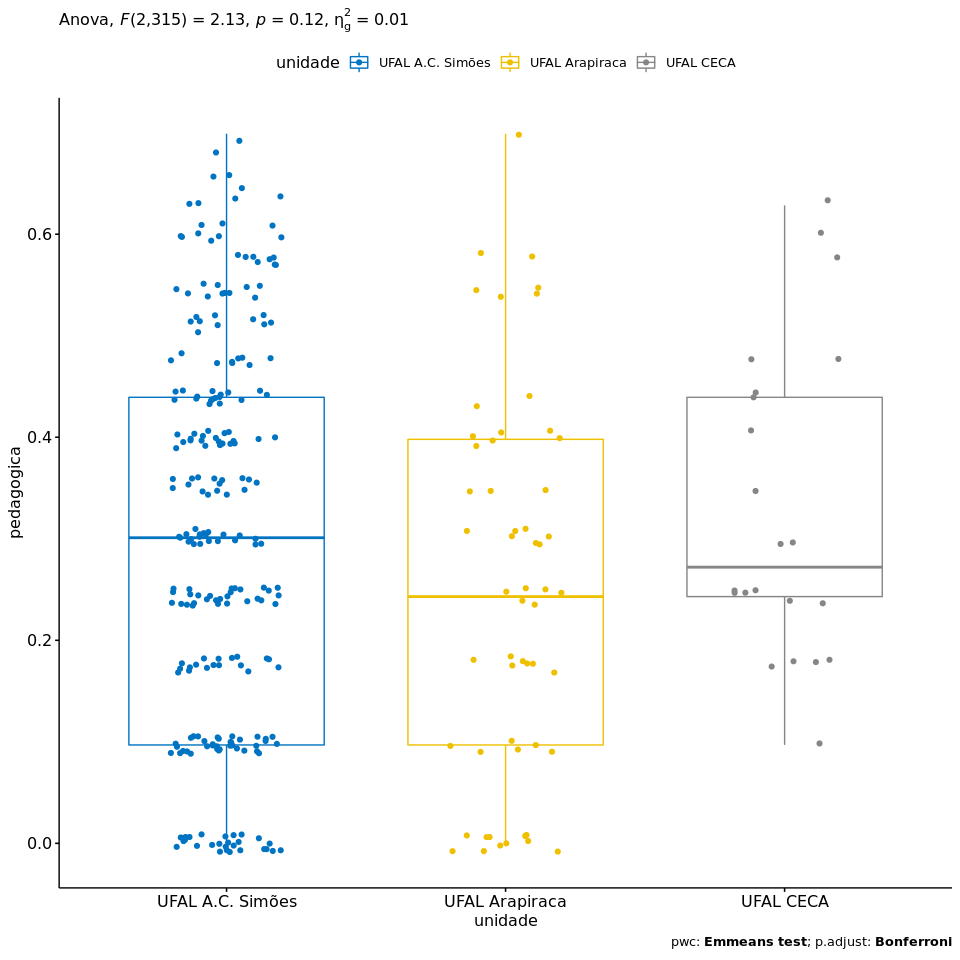 Anova, F(2,315) = 2.13, p = 0.12, η²g = 0.01
unidade UFAL A.C. Simões UFAL Arapiraca UFAL CECA
pedagogica
0.6
0.4
0.2
0.0
UFAL A.C. Simões UFAL Arapiraca UFAL CECA
unidade
pwc: Emmeans test; p.adjust: Bonferroni